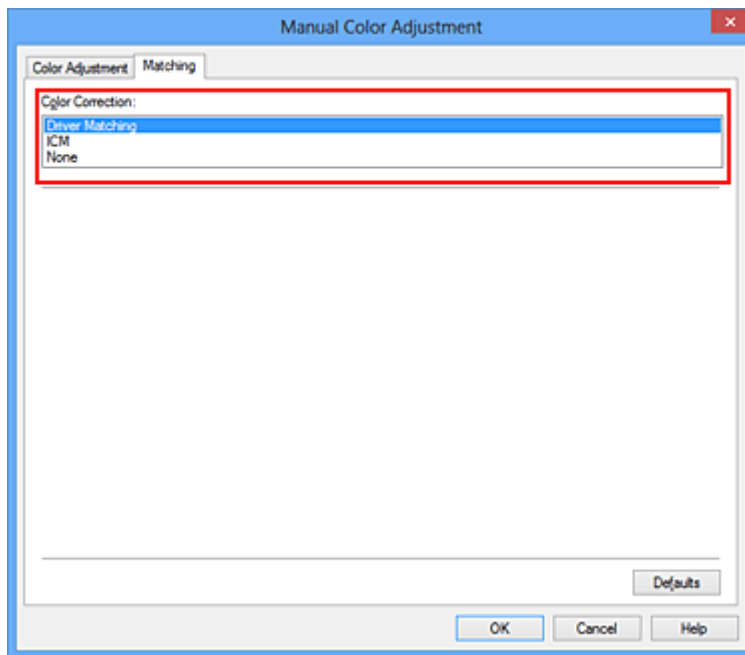 Manual Color Adjustment
Color Adjustment Matching
Color Correction:
Driver Matching
ICM
None
Defaults
OK Cancel Help